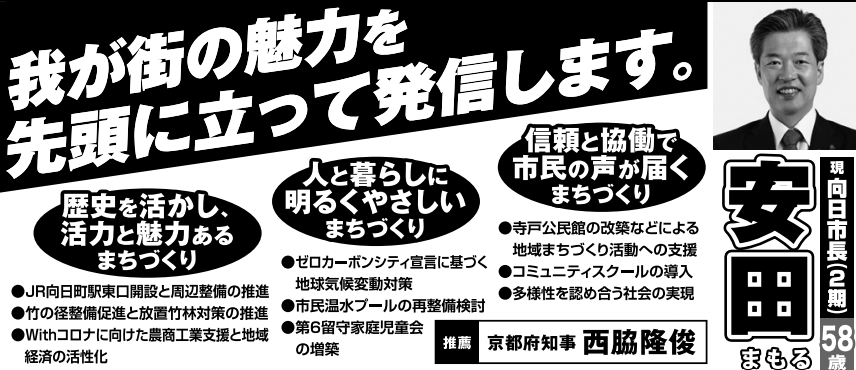 我が街の魅力を
先頭に立って発信します。
歴史を活かし、
活力と魅力ある
まちづくり
●JR向日町駅東口開設と周辺整備の推進
●竹の径整備促進と放置竹林対策の推進
●Withコロナに向けた農商工業支援と地域
経済の活性化
人と暮らしに
明るくやさしい
まちづくり
●ゼロカーボンシティ宣言に基づく
地球気候変動対策
●市民温水プールの再整備検討
●第6留守家庭児童会
の増築
信頼と協働で
市民の声が届く
まちづくり
●寺戸公民館の改築などによる
地域まちづくり活動への支援
●コミュニティスクールの導入
●多様性を認め合う社会の実現
推薦 京都府知事 西脇隆俊
現 向日市長(2期)
58歳
安田
まもる